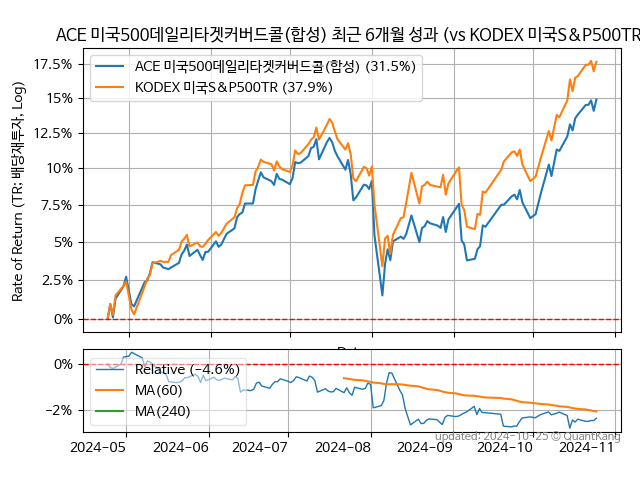 ACE 미국500데일리타겟커버드콜(합성) 최근 6개월 성과 (vs KODEX 미국S&P500TR
Rate of Return (TR: 배당재투자, Log)
17.5%
15%
12.5%
10%
7.5%
5%
2.5%
0%
ACE 미국500데일리타겟커버드콜(합성) (31.5%)
KODEX 미국S&P500TR (37.9%)
0%
−2%
Relative (−4.6%)
MA(60)
MA(240)
updated: 2024-10-25 © QuantKang
2024-05 2024-06 2024-07 2024-08 2024-09 2024-10 2024-11